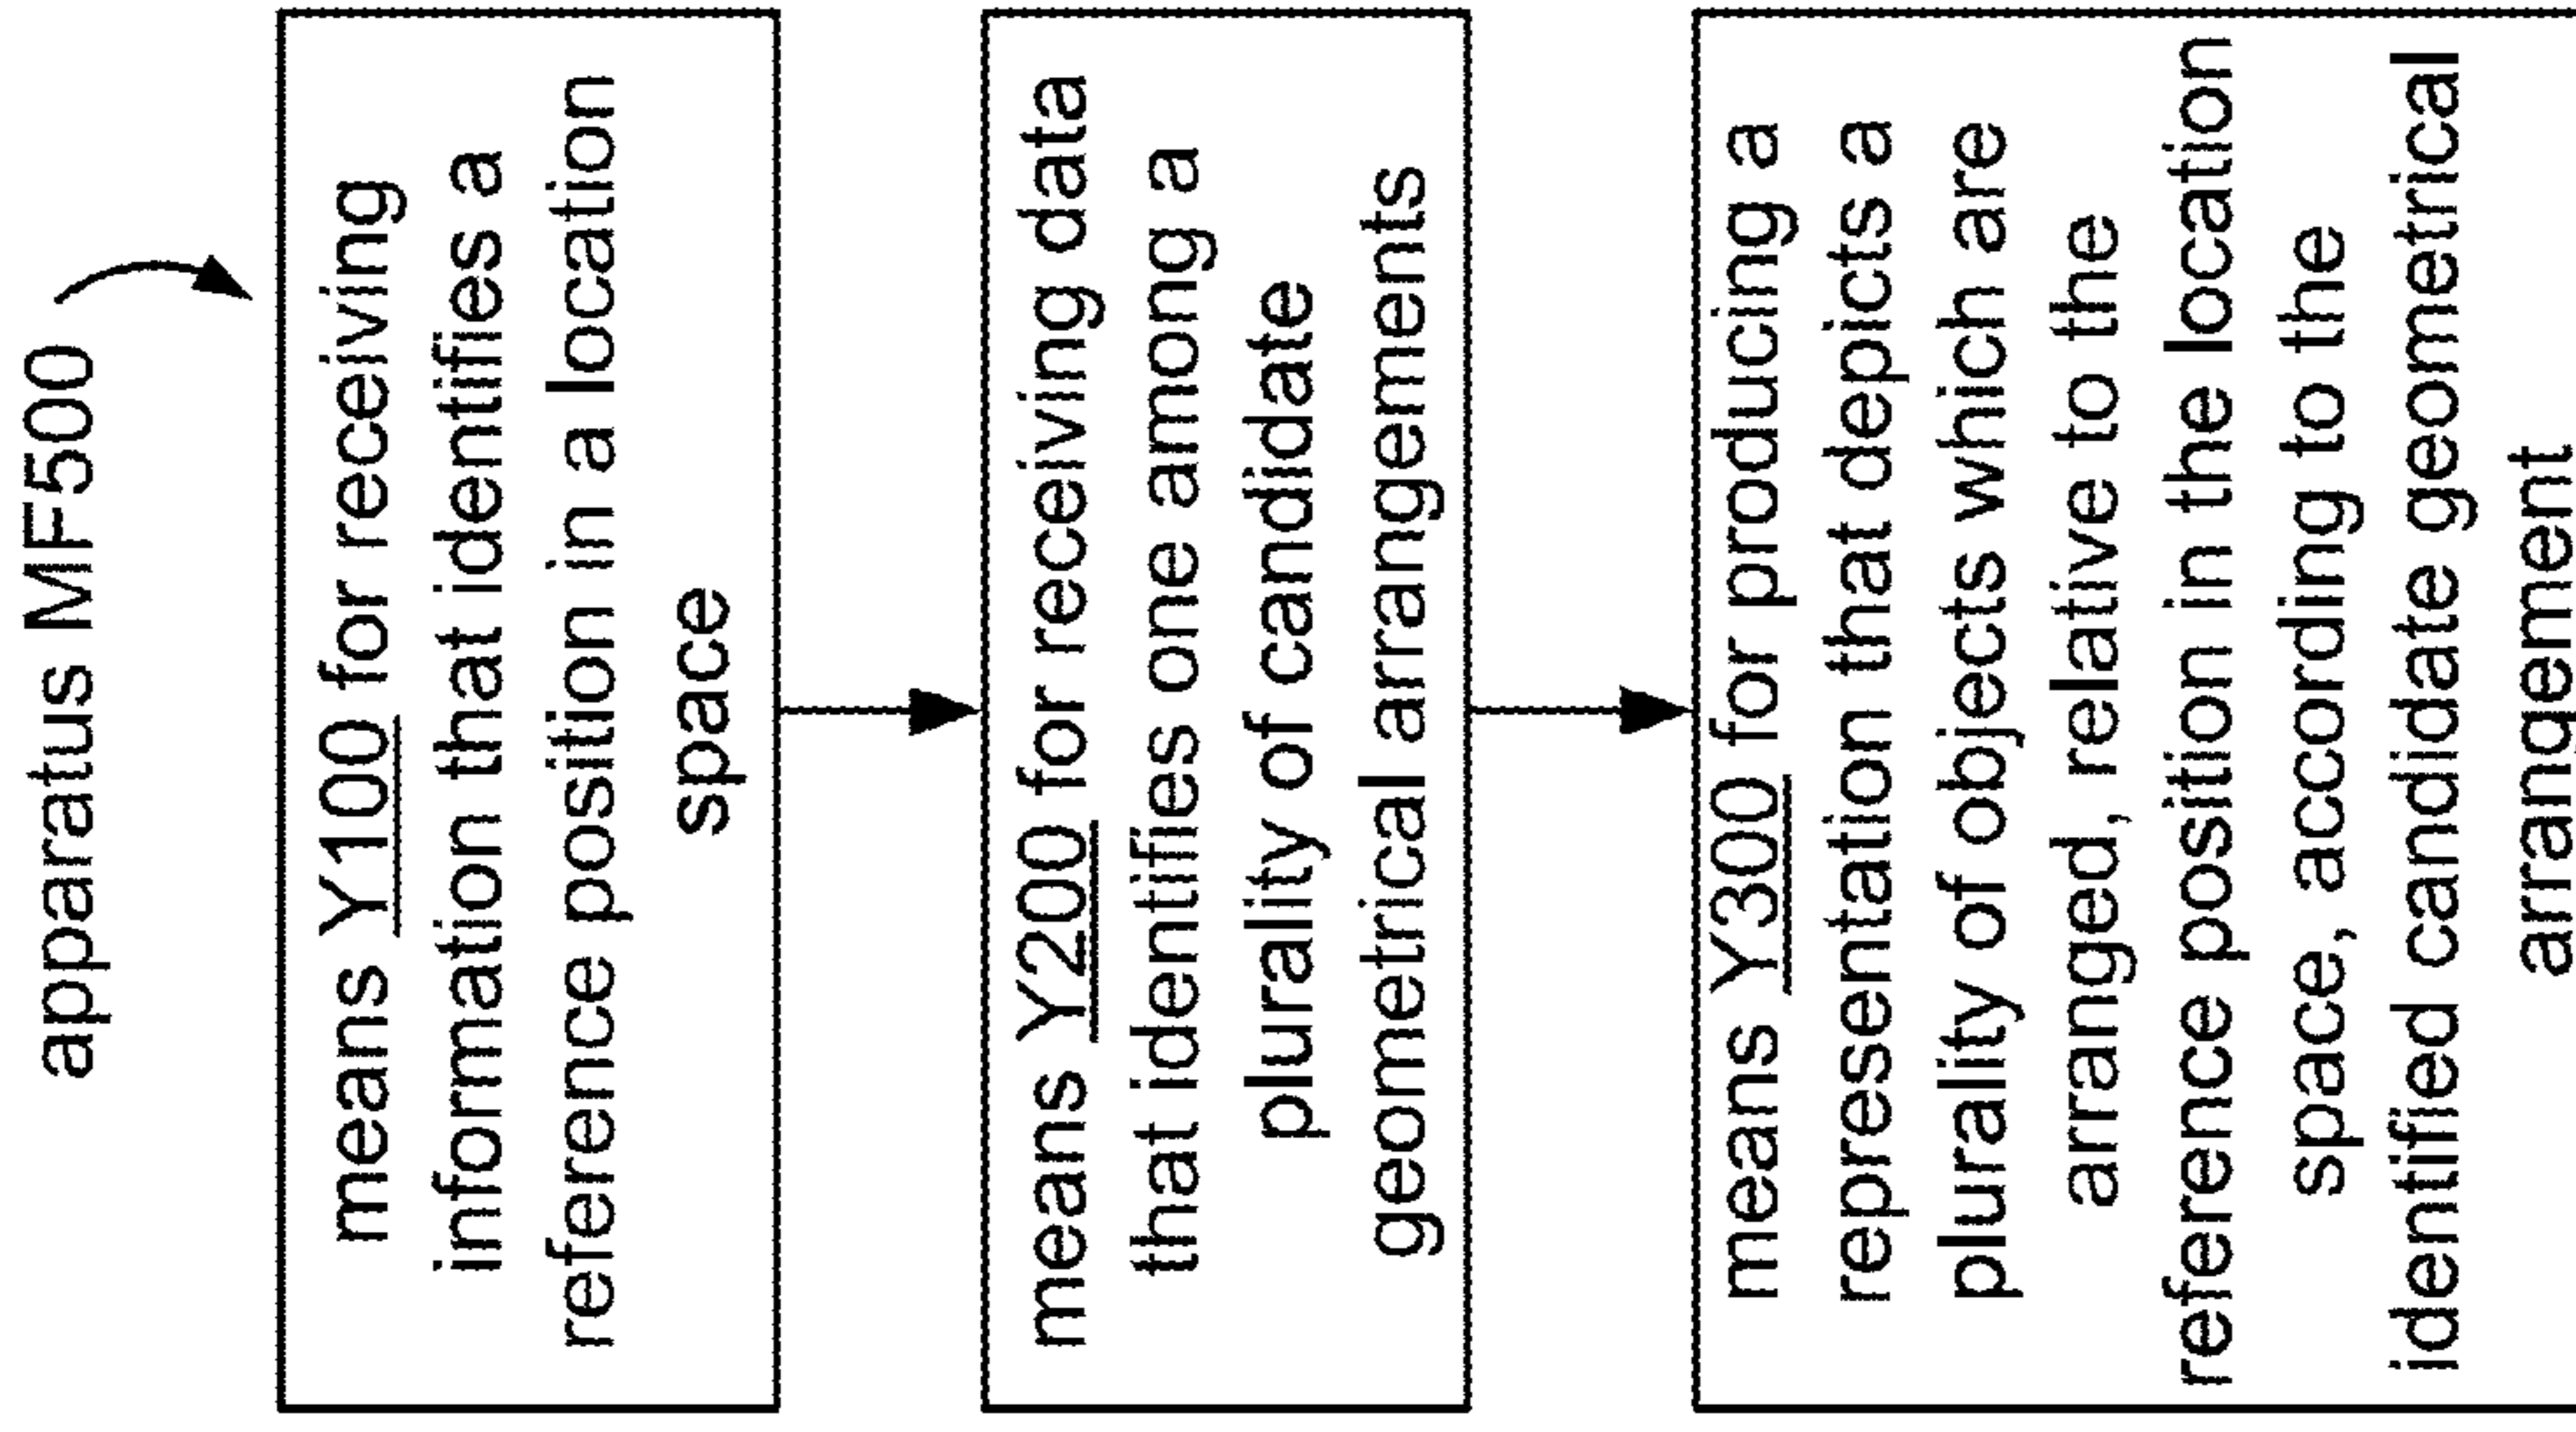 apparatus MF500
means Y100 for receiving
information that identifies a
reference position in a location
space
means Y200 for receiving data
that identifies one among a
plurality of candidate
geometrical arrangements
means Y300 for producing a
representation that depicts a
plurality of objects which are
arranged, relative to the
reference position in the location
space, according to the
identified candidate geometrical
arrangement